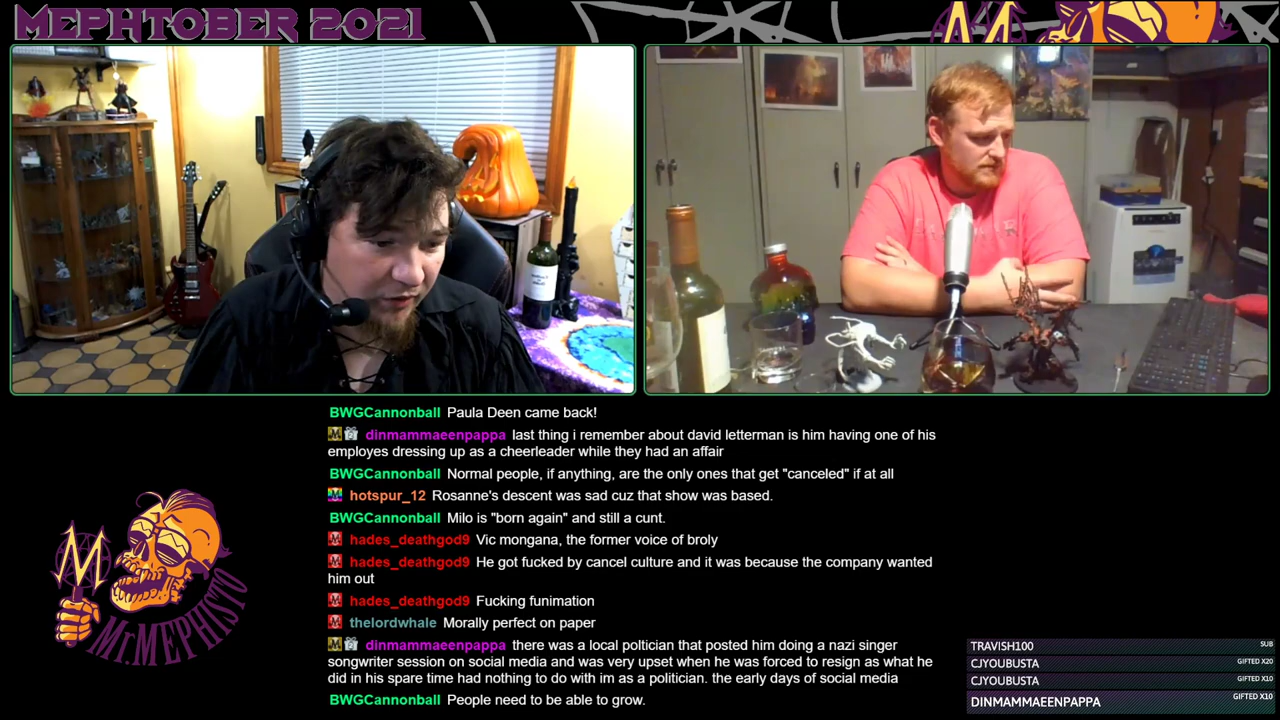 MEPHTOBER 2021
BWGCannonball Paula Deen came back!
dinmammaeenpappa last thing i remember about david letterman is him having one of his
employes dressing up as a cheerleader while they had an affair
BWGCannonball Normal people, if anything, are the only ones that get "canceled" if at all
hotspur_12 Rosanne's descent was sad cuz that show was based.
BWGCannonball Milo is "born again" and still a cunt.
hades_deathgod9 Vic mongana, the former voice of broly
hades_deathgod9 He got fucked by cancel culture and it was because the company wanted
him out
hades_deathgod9 Fucking funimation
thelordwhale Morally perfect on paper
dinmammaeenpappa there was a local poltician that posted him doing a nazi singer
songwriter session on social media and was very upset when he was forced to resign as what he
did in his spare time had nothing to do with im as a politician. the early days of social media
BWGCannonball People need to be able to grow.
M
Mr.MEPHISTO
TRAVISH100 SUB
CJYOUBUSTA GIFTED X20
CJYOUBUSTA GIFTED X10
DINMAMMAEENPAPPA GIFTED X10